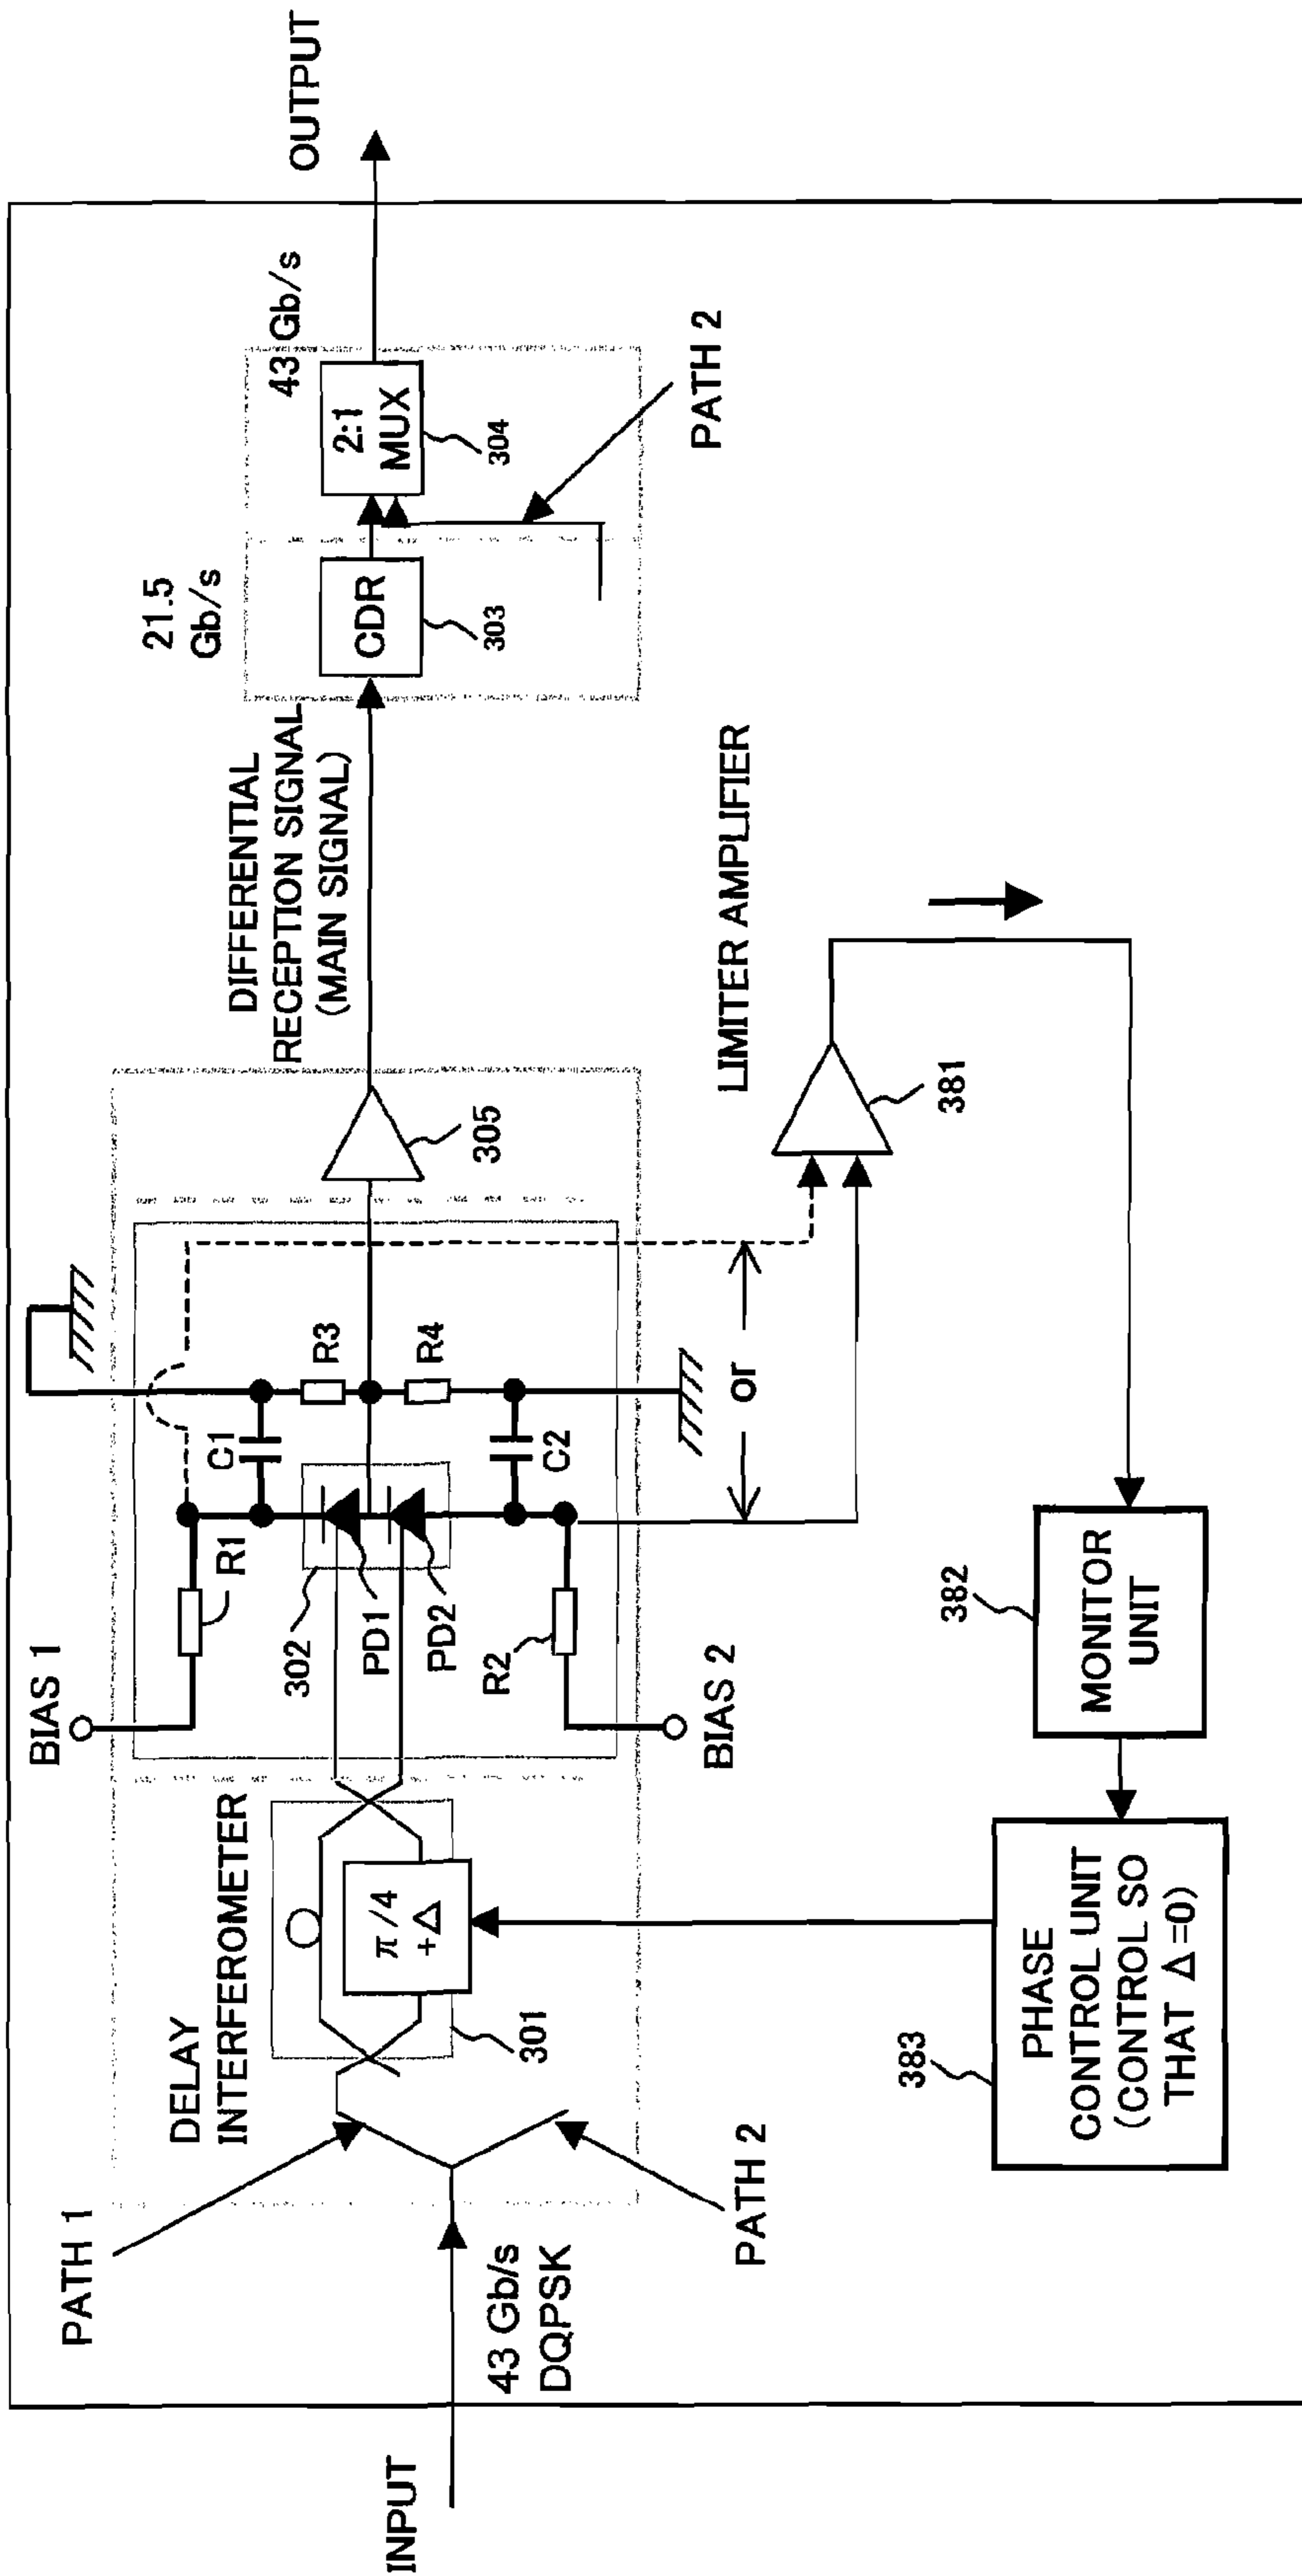 INPUT
43 Gb/s
DQPSK
PATH 1
PATH 2
DELAY
INTERFEROMETER
π/4
+Δ
301
BIAS 1
BIAS 2
R1
R2
302
PD1
PD2
C1
C2
R3
R4
305
or
DIFFERENTIAL
RECEPTION SIGNAL
(MAIN SIGNAL)
21.5
Gb/s
CDR
303
43 Gb/s
2:1
MUX
304
PATH 2
OUTPUT
LIMITER AMPLIFIER
381
MONITOR
UNIT
382
PHASE
CONTROL UNIT
(CONTROL SO
THAT Δ=0)
383